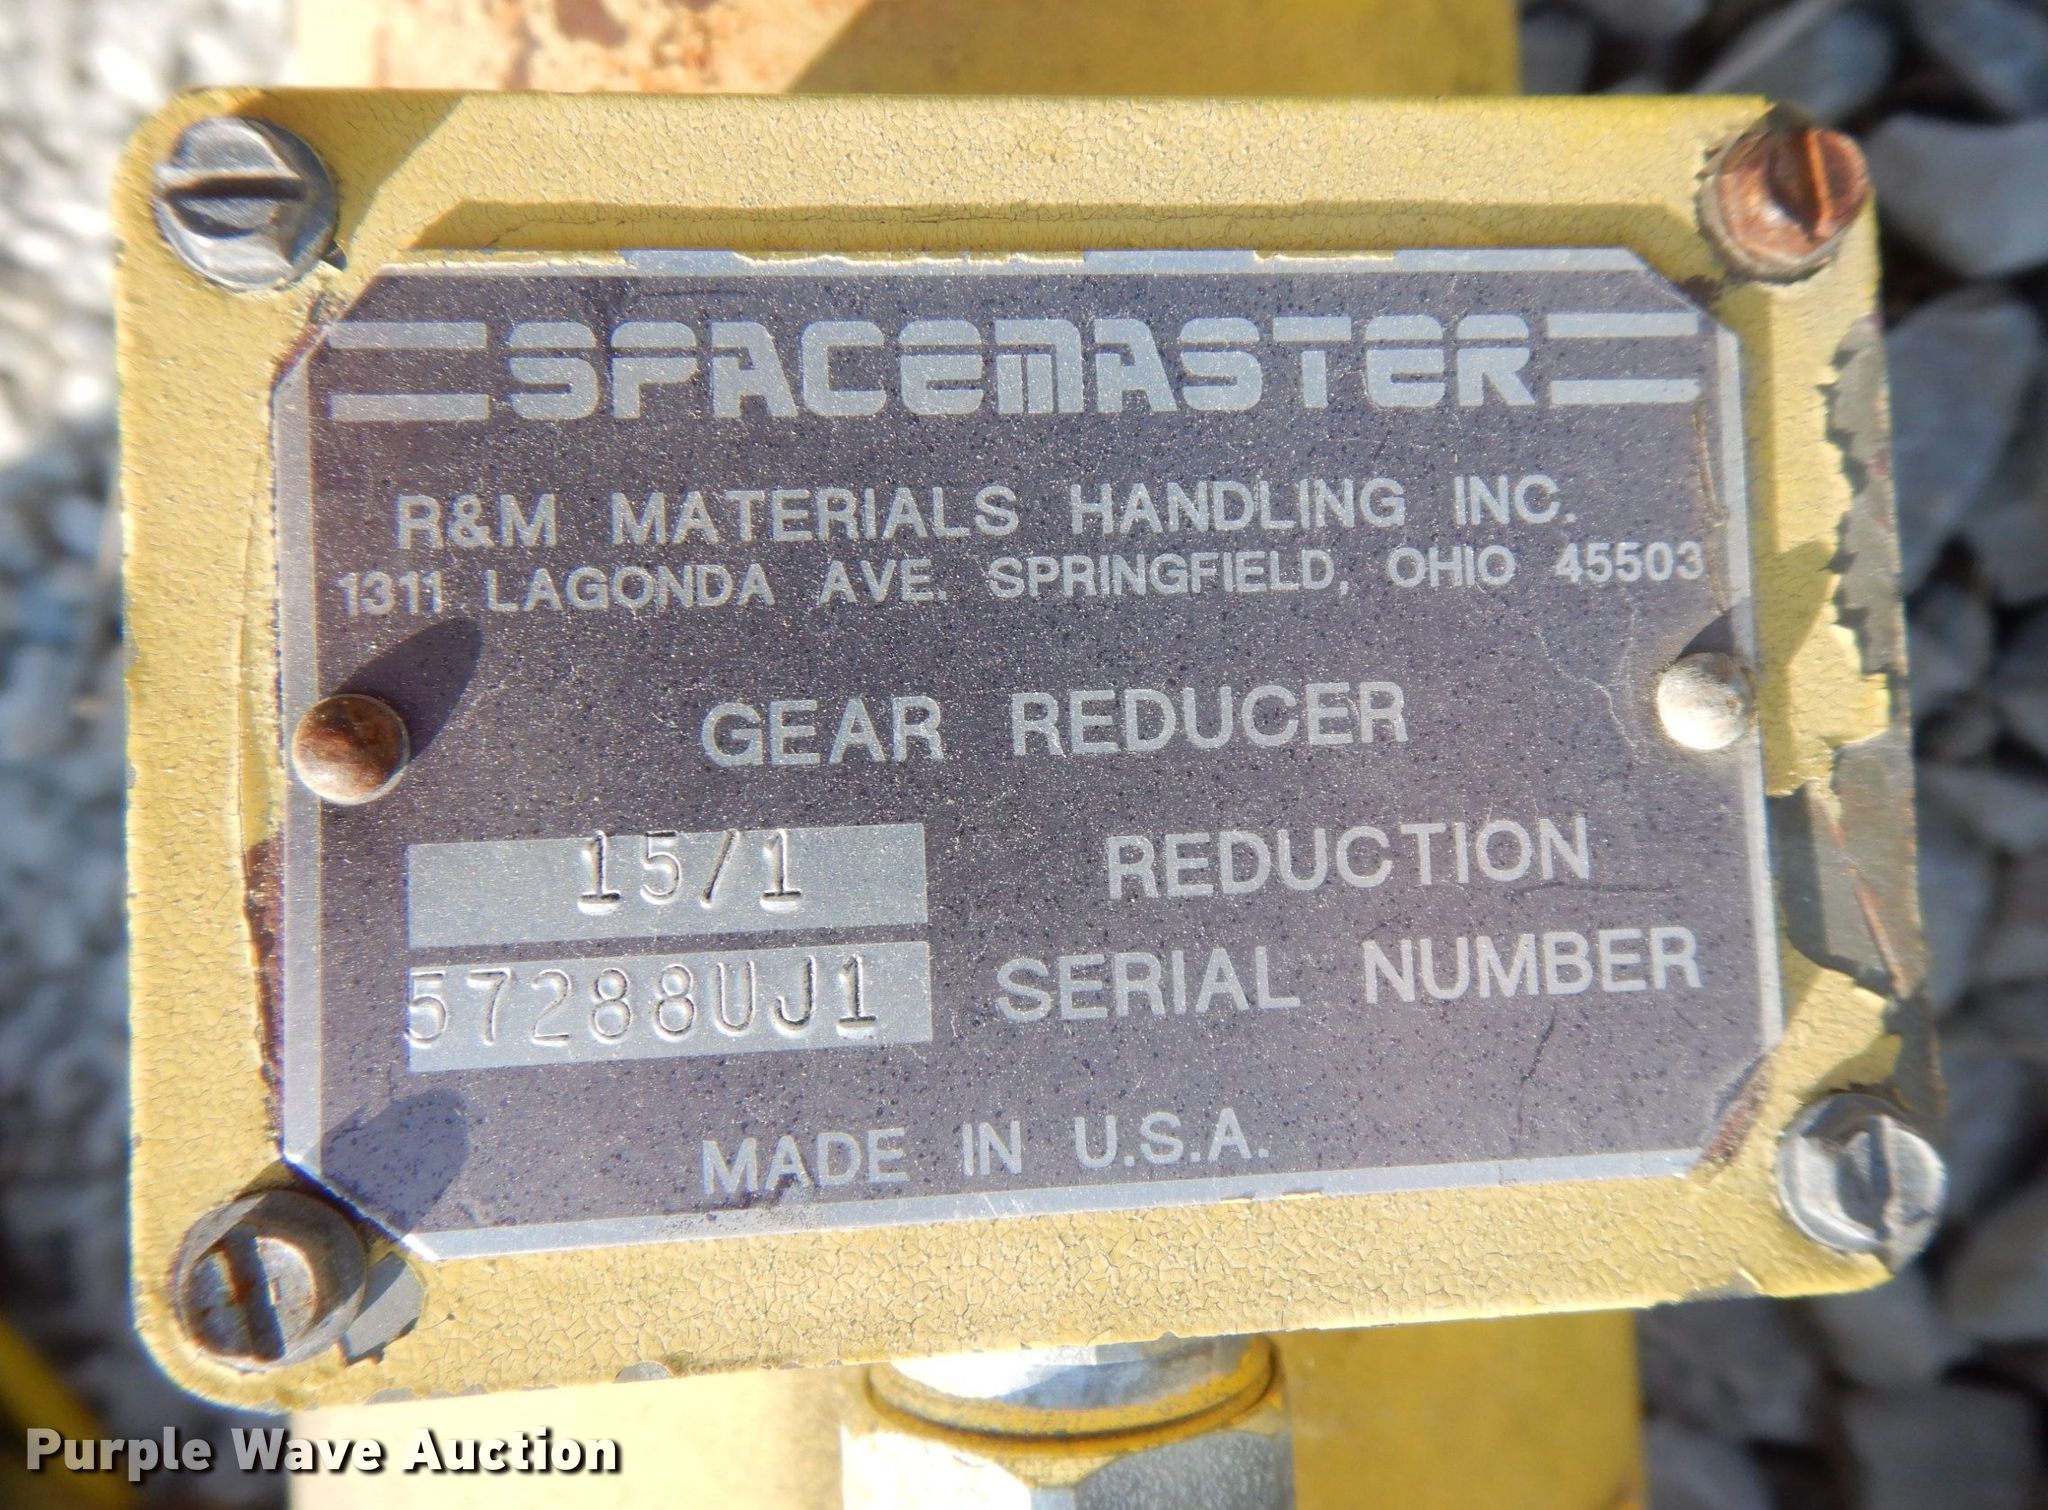 SPACEMASTER
R&M MATERIALS HANDLING INC.
1311 LAGONDA AVE. SPRINGFIELD, OHIO 45503
GEAR REDUCER
15/1 REDUCTION
57288UJ1 SERIAL NUMBER
MADE IN U.S.A.
Purple Wave Auction